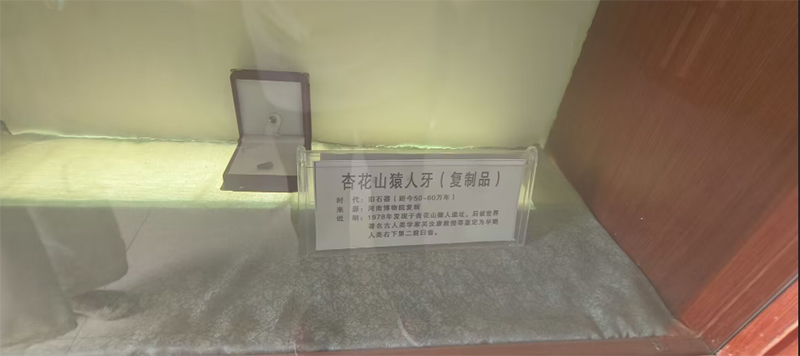 杏花山猿人牙（复制品）
时 代：旧石器（距今50-60万年）
来 源：河南博物院复制
说 明：1978年发现于杏花山猿人遗址，后被世界
著名古人类学家吴汝康教授等鉴定为早期
人类右下第二前臼齿。